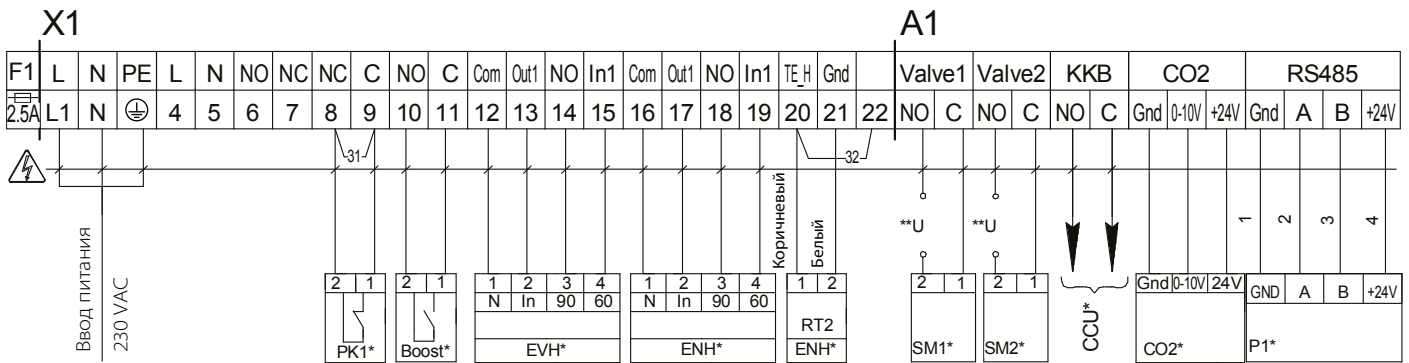 X1 A1
F1 L N PE L N NO NC NC C NO C Com Out1 NO In1 Com Out1 NO In1 TE_H Gnd Valve1 Valve2 KKB CO2 RS485
2.5A L1 N 4 5 6 7 8 9 10 11 12 13 14 15 16 17 18 19 20 21 22 NO C NO C NO C Gnd 0-10V +24V Gnd A B +24V
31 32
Ввод питания
230 VAC
Коричневый
Белый
**U **U
1 2 3 4
2 1 2 1 1 2 3 4 1 2 3 4 1 2 2 1 2 1 Gnd 0-10V 24V GND A B +24V
N In 90 60 N In 90 60
RT2
PK1* Boost* EVH* ENH* ENH* SM1* SM2* CCU* CO2* P1*